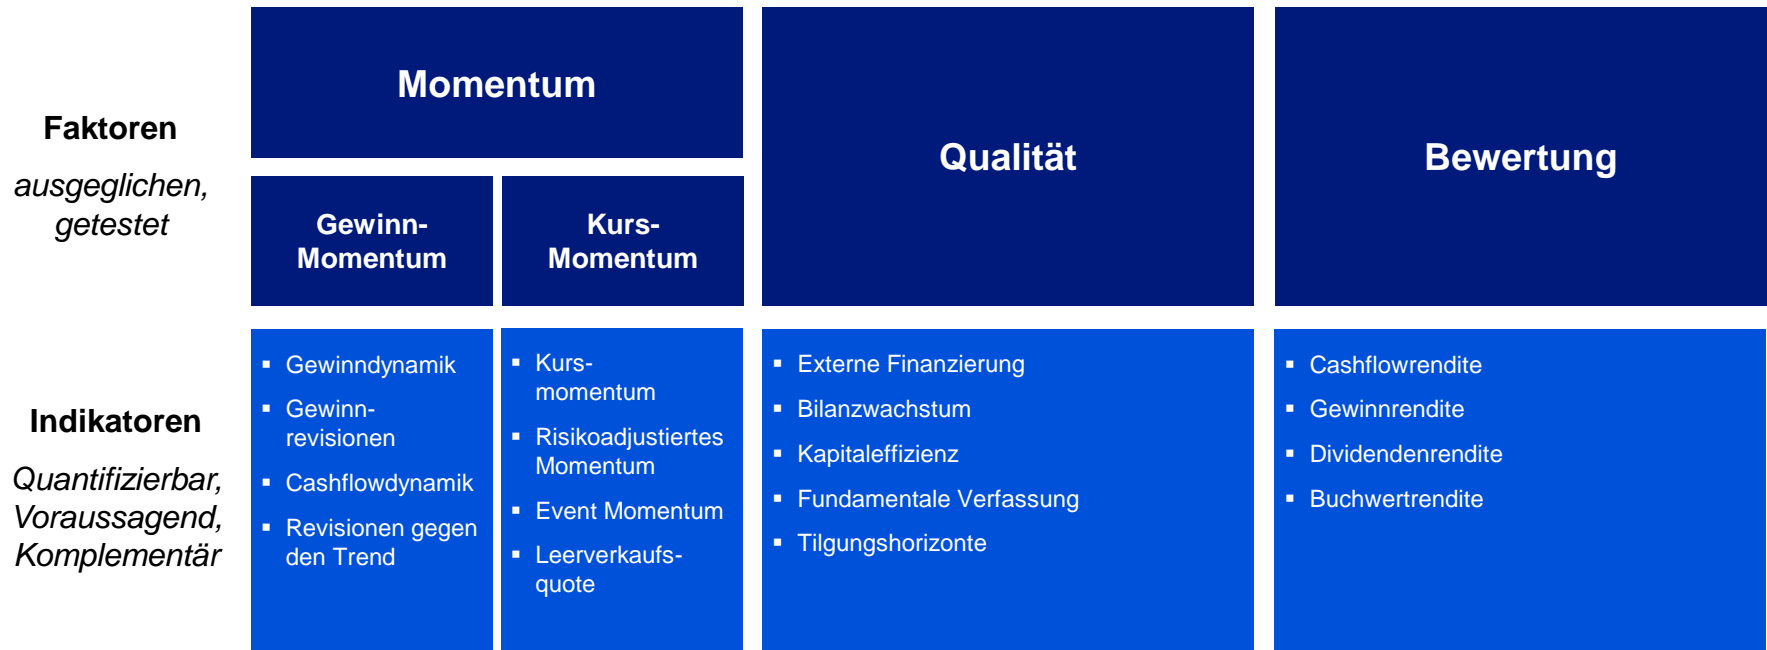 Faktoren
ausgeglichen,
getestet
Momentum
Gewinn-
Momentum
Kurs-
Momentum
Qualität
Bewertung
Indikatoren
Quantifizierbar,
Voraussagend,
Komplementär
▪ Gewinndynamik
▪ Gewinn-
revisionen
▪ Cashflowdynamik
▪ Revisionen gegen
den Trend
▪ Kurs-
momentum
▪ Risikoadjustiertes
Momentum
▪ Event Momentum
▪ Leerverkaufs-
quote
▪ Externe Finanzierung
▪ Bilanzwachstum
▪ Kapitaleffizienz
▪ Fundamentale Verfassung
▪ Tilgungshorizonte
▪ Cashflowrendite
▪ Gewinnrendite
▪ Dividendenrendite
▪ Buchwertrendite